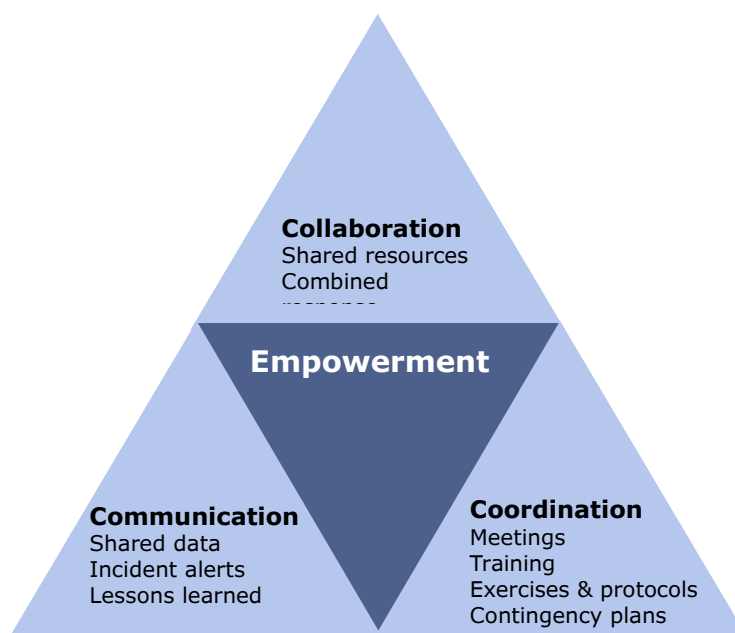 Collaboration
Shared resources
Combined
Empowerment
Communication
Shared data
Incident alerts
Lessons learned
Coordination
Meetings
Training
Exercises & protocols
Contingency plans